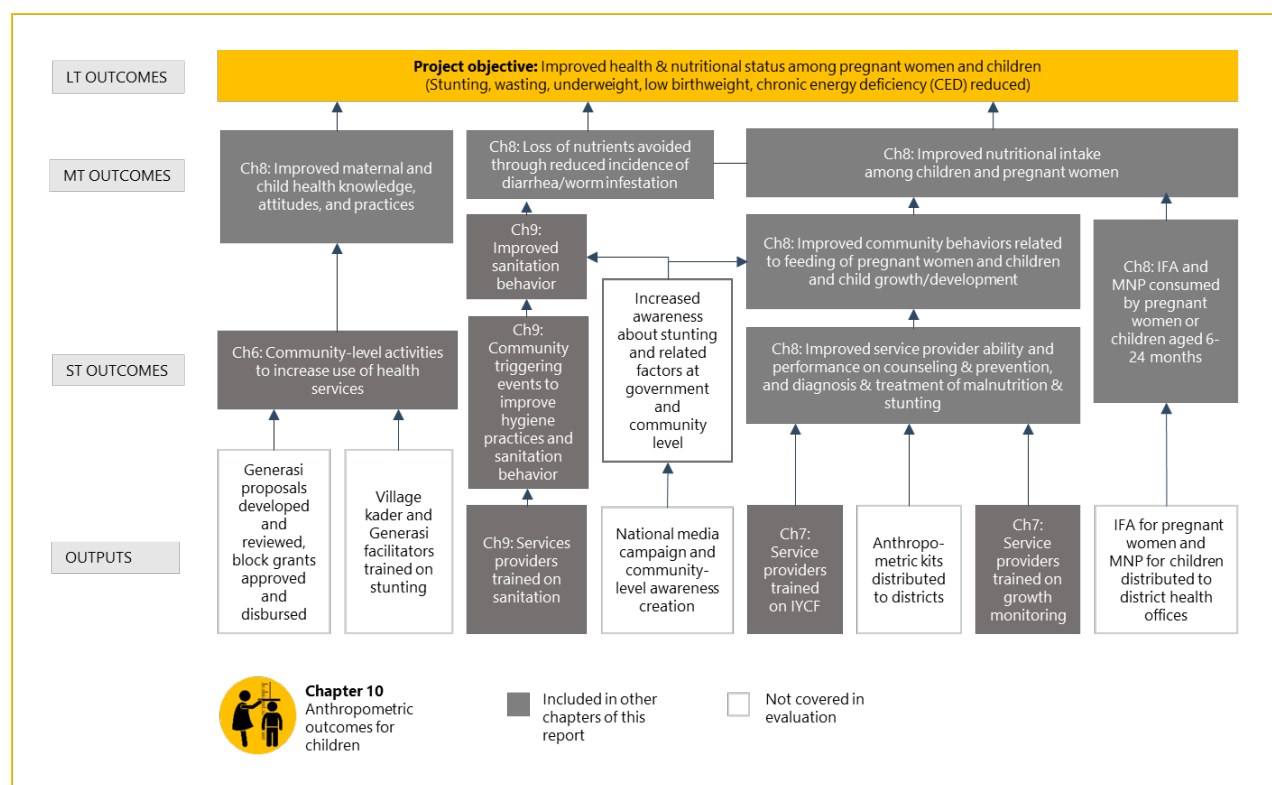 LT OUTCOMES
Project objective: Improved health & nutritional status among pregnant women and children
(Stunting, wasting, underweight, low birthweight, chronic energy deficiency (CED) reduced)
MT OUTCOMES
Ch8: Improved maternal and
child health knowledge,
attitudes, and practices
Ch8: Loss of nutrients avoided
through reduced incidence of
diarrhea/worm infestation
Ch8: Improved nutritional intake
among children and pregnant women
Ch9:
Improved
sanitation
behavior
Ch8: Improved community behaviors related
to feeding of pregnant women and children
and child growth/development
Ch8: IFA and
MNP consumed
by pregnant
women or
children aged 6-
24 months
Increased
awareness
about stunting
and related
factors at
government
and
community
level
ST OUTCOMES
Ch6: Community-level activities
to increase use of health
services
Ch9:
Community
triggering
events to
improve
hygiene
practices and
sanitation
behavior
Ch8: Improved service provider ability and
performance on counseling & prevention,
and diagnosis & treatment of malnutrition &
stunting
OUTPUTS
Generasi
proposals
developed
and
reviewed,
block grants
approved
and
disbursed
Village
kader and
Generasi
facilitators
trained on
stunting
Ch9: Services
providers
trained on
sanitation
National media
campaign and
community-
level awareness
creation
Ch7:
Service
providers
trained
on IYCF
Anthropo-
metric kits
distributed
to districts
Ch7:
Service
providers
trained on
growth
monitoring
IFA for pregnant
women and
MNP for children
distributed to
district health
offices
Chapter 10
Anthropometric
outcomes for
children
Included in other
chapters of this
report
Not covered in
evaluation